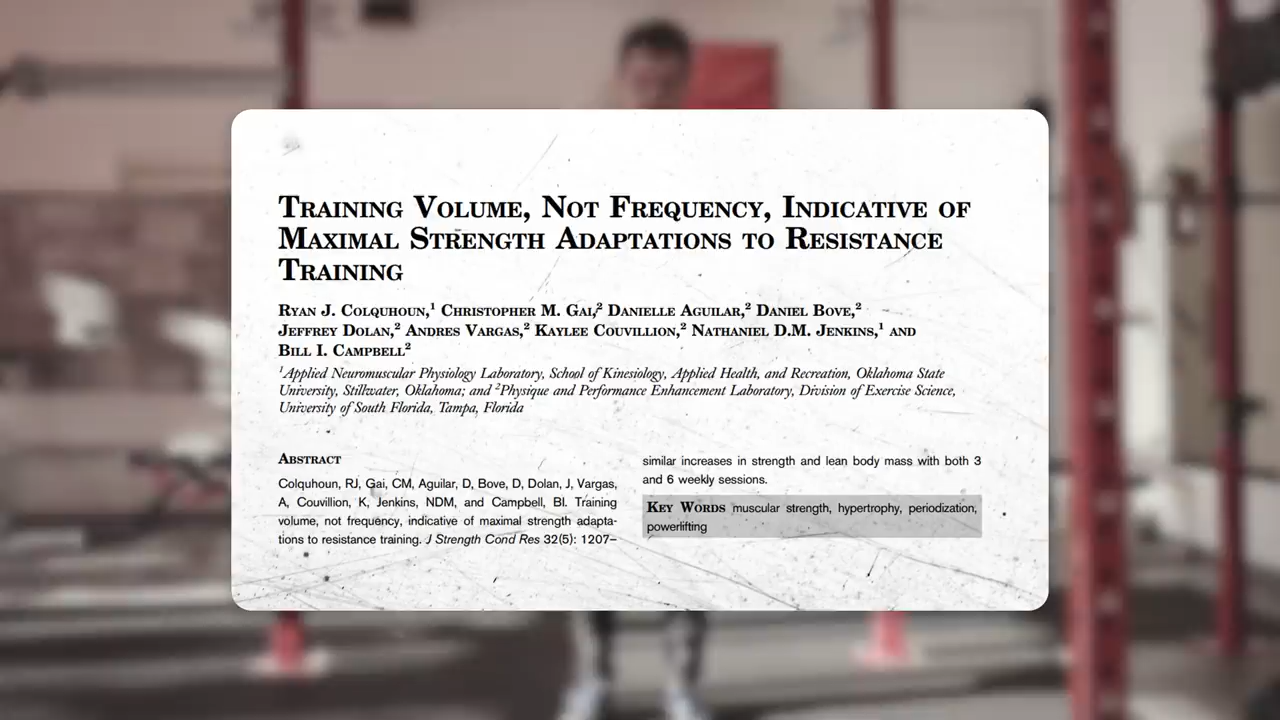 Training Volume, Not Frequency, Indicative of
Maximal Strength Adaptations to Resistance
Training
Ryan J. Colquhoun,¹ Christopher M. Gai,² Danielle Aguilar,² Daniel Bove,²
Jeffrey Dolan,² Andres Vargas,² Kaylee Couvillion,² Nathaniel D.M. Jenkins,¹ and
Bill I. Campbell²
¹Applied Neuromuscular Physiology Laboratory, School of Kinesiology, Applied Health, and Recreation, Oklahoma State
University, Stillwater, Oklahoma; and ²Physique and Performance Enhancement Laboratory, Division of Exercise Science,
University of South Florida, Tampa, Florida
Abstract
Colquhoun, RJ, Gai, CM, Aguilar, D, Bove, D, Dolan, J, Vargas,
A, Couvillion, K, Jenkins, NDM, and Campbell, BI. Training
volume, not frequency, indicative of maximal strength adapta-
tions to resistance training. J Strength Cond Res 32(5): 1207–
similar increases in strength and lean body mass with both 3
and 6 weekly sessions.
Key Words muscular strength, hypertrophy, periodization,
powerlifting